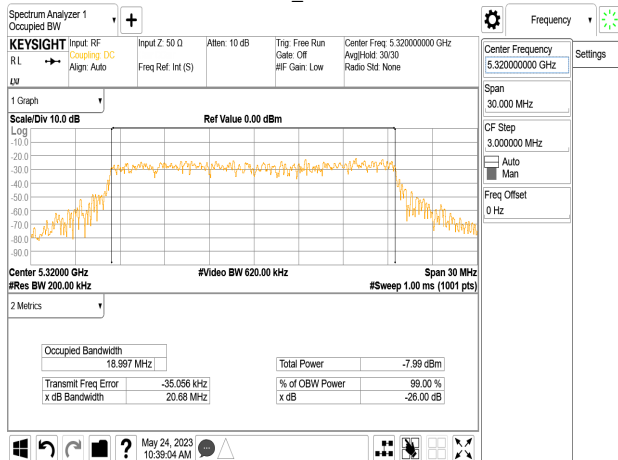 Spectrum Analyzer 1
Occupied BW
Frequency
KEYSIGHT
Input: RF
Coupling: DC
Align: Auto
Input Z: 50 Ω
Freq Ref: Int (S)
Atten: 10 dB
Trig: Free Run
Gate: Off
#IF Gain: Low
Center Freq: 5.320000000 GHz
Avg|Hold: 30/30
Radio Std: None
R L
LXI
Center Frequency
5.320000000 GHz
Settings
Span
30.000 MHz
CF Step
3.000000 MHz
Auto
Man
Freq Offset
0 Hz
1 Graph
Scale/Div 10.0 dB
Ref Value 0.00 dBm
Log
-10.0
-20.0
-30.0
-40.0
-50.0
-60.0
-70.0
-80.0
-90.0
Center 5.32000 GHz
#Video BW 620.00 kHz
Span 30 MHz
#Res BW 200.00 kHz
#Sweep 1.00 ms (1001 pts)
2 Metrics
Occupied Bandwidth
18.997 MHz
Total Power -7.99 dBm
Transmit Freq Error -35.056 kHz
% of OBW Power 99.00 %
x dB Bandwidth 20.68 MHz
x dB -26.00 dB
?
May 24, 2023
10:39:04 AM